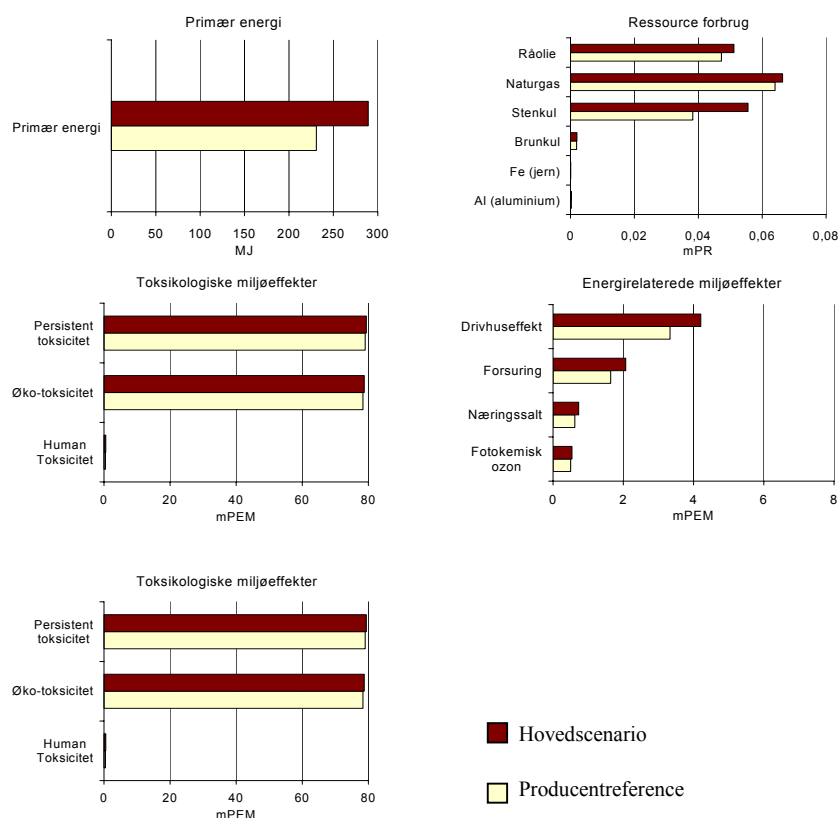 Primær energi
Primær energi
0 50 100 150 200 250 300
MJ
Ressource forbrug
Råolie
Naturgas
Stenkul
Brunkul
Fe (jern)
Al (aluminium)
0 0,02 0,04 0,06 0,08
mPR
Toksikologiske miljøeffekter
Persistent
toksicitet
Øko-toksicitet
Human
Toksicitet
0 20 40 60 80
mPEM
Energirelaterede miljøeffekter
Drivhuseffekt
Forsuring
Næringssalt
Fotokemisk
ozon
0 2 4 6 8
mPEM
Toksikologiske miljøeffekter
Persistent
toksicitet
Øko-toksicitet
Human
Toksicitet
0 20 40 60 80
mPEM
Hovedscenario
Producentreference